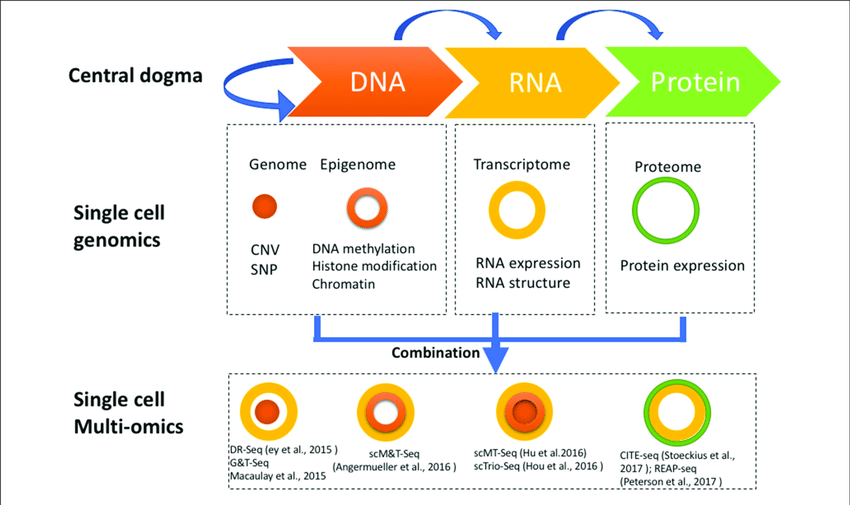 Central dogma
DNA
RNA
Protein
Single cell
genomics
Genome
CNV
SNP
Epigenome
DNA methylation
Histone modification
Chromatin
Transcriptome
RNA expression
RNA structure
Proteome
Protein expression
Combination
Single cell
Multi-omics
DR-Seq (ey et al., 2015 )
G&T-Seq
Macaulay et al., 2015
scM&T-Seq
(Angermueller et al., 2016 )
scMT-Seq (Hu et al.2016)
scTrio-Seq (Hou et al., 2016 )
CITE-seq (Stoeckius et al.,
2017 ); REAP-seq
(Peterson et al., 2017 )